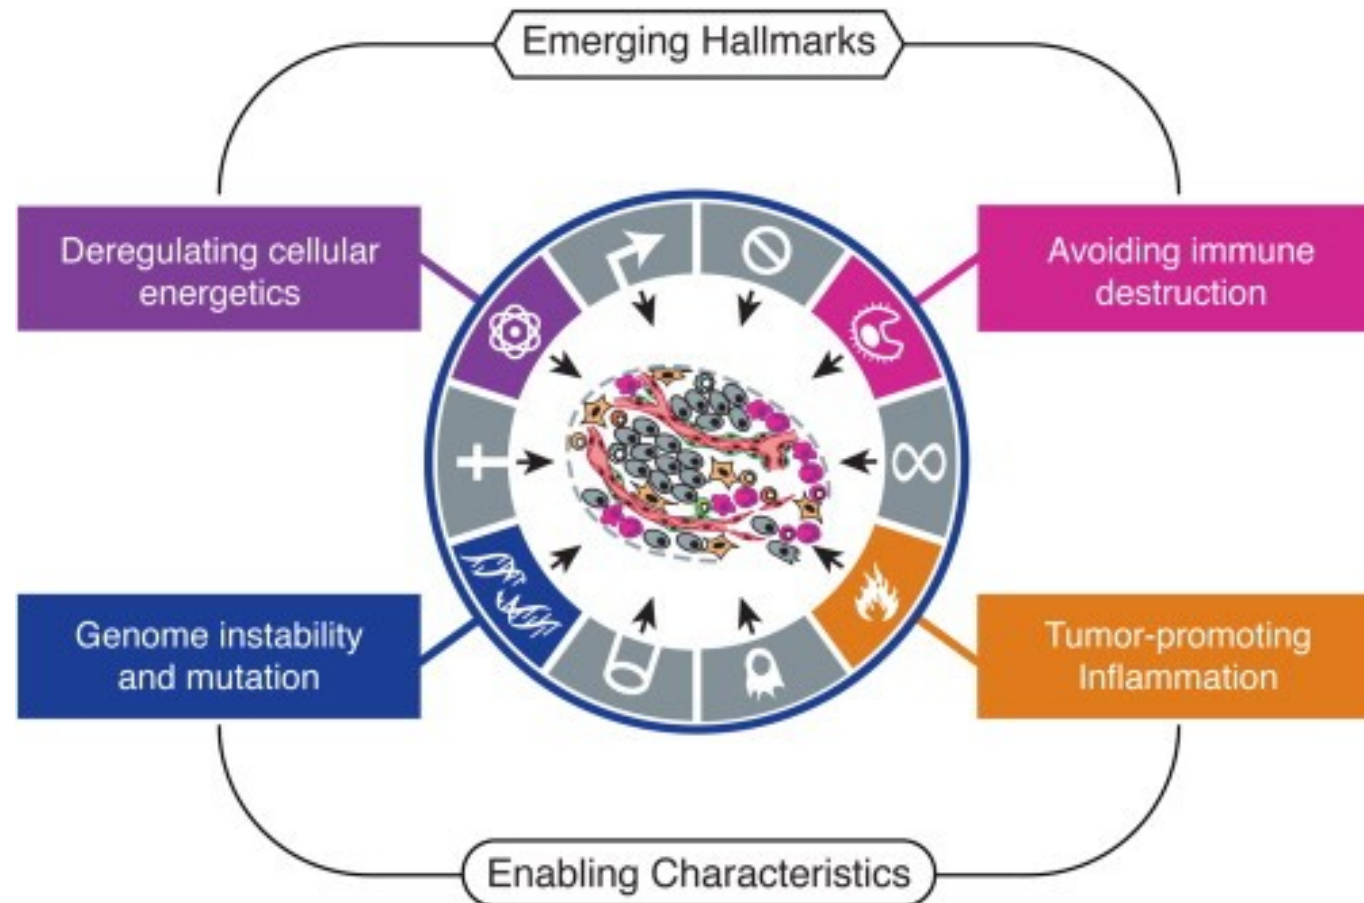 Emerging Hallmarks
Deregulating cellular
energetics
Avoiding immune
destruction
Genome instability
and mutation
Tumor-promoting
Inflammation
Enabling Characteristics